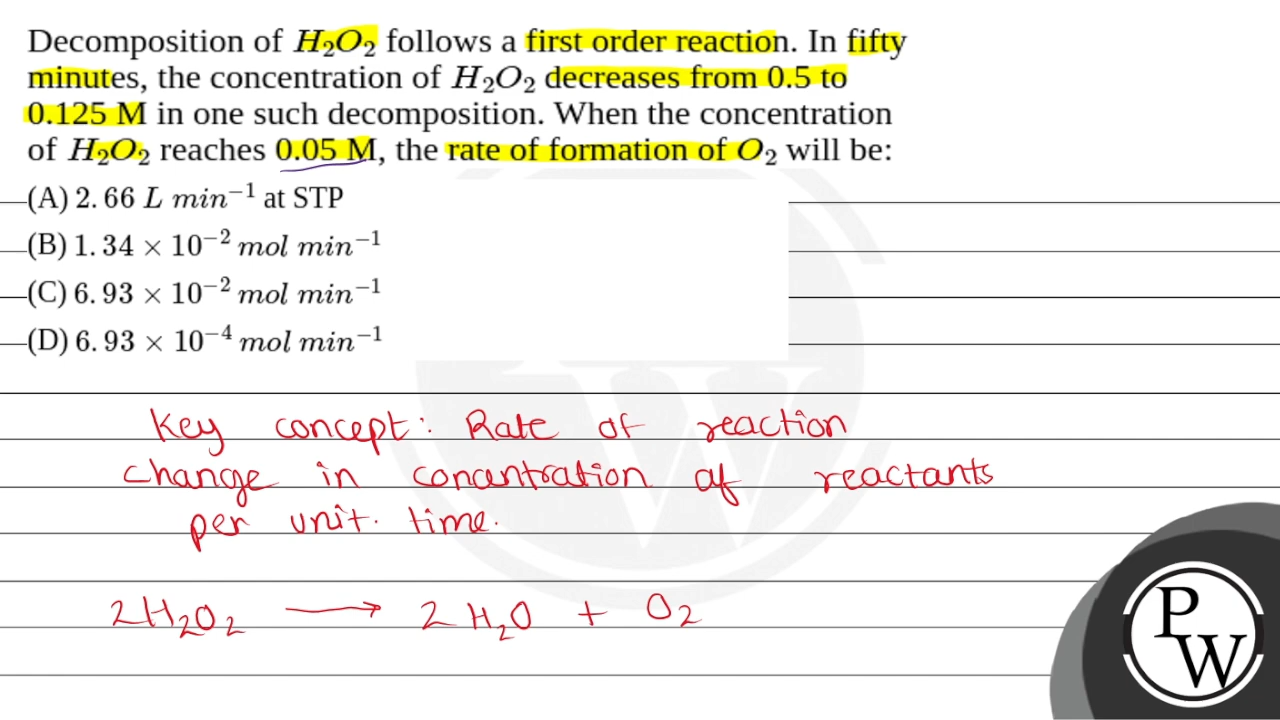 Decomposition of H₂O₂ follows a first order reaction. In fifty
minutes, the concentration of H₂O₂ decreases from 0.5 to
0.125 M in one such decomposition. When the concentration
of H₂O₂ reaches 0.05 M, the rate of formation of O₂ will be:
(A) 2.66 L min⁻¹ at STP
(B) 1.34 × 10⁻² mol min⁻¹
(C) 6.93 × 10⁻² mol min⁻¹
(D) 6.93 × 10⁻⁴ mol min⁻¹
Key concept: Rate of reaction
change in concentration of reactants
per unit. time.
2H₂O₂ ⟶ 2H₂O + O₂
P
W